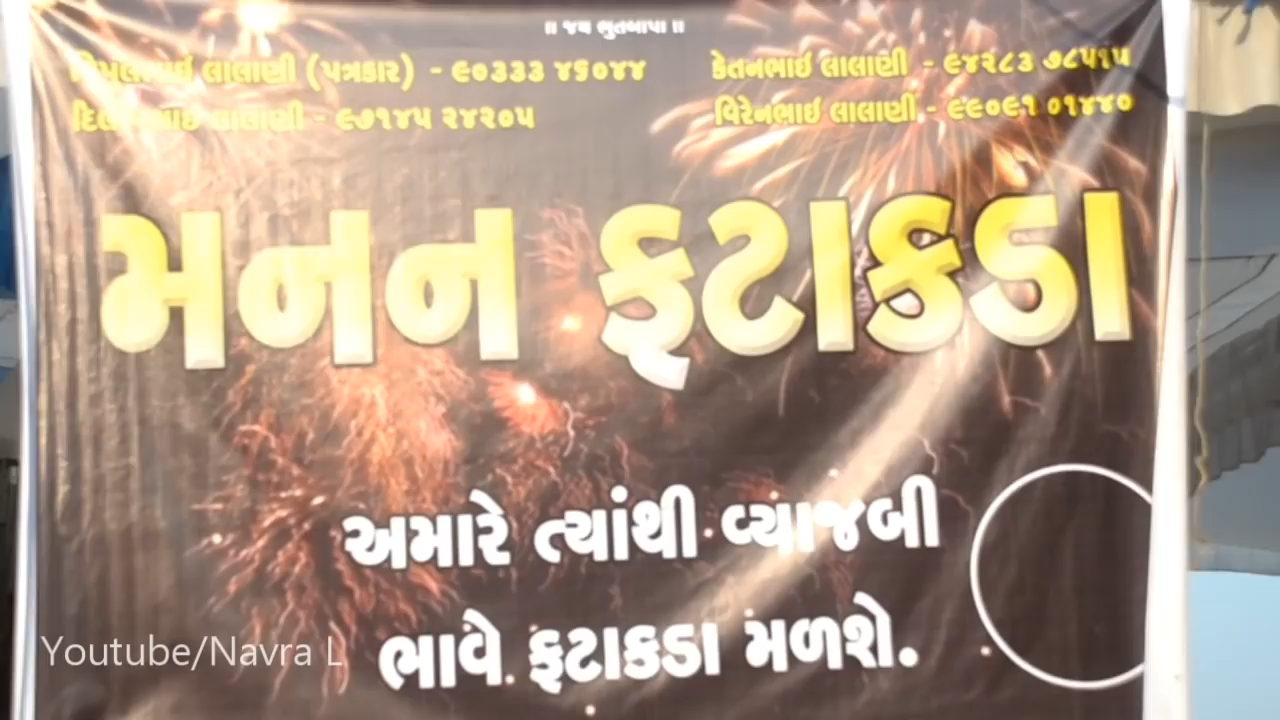 ॥ જય ભુતબાપા ॥
લાલાણી (પત્રકાર) - ૯૦૩૩૩ ૪૬૦૪૪
કેતનભાઈ લાલાણી - ૯૪૨૮૩ ૭૮૫૧૫
લાલાણી - ૯૭૧૪૫ ૨૪૨૦૫
વિરેનભાઈ લાલાણી - ૯૯૦૯૧ ૦૧૪૪૦
મનન ફટાકડા
અમારે ત્યાંથી વ્યાજબી
ભાવે ફટાકડા મળશે.
Youtube/Navra L